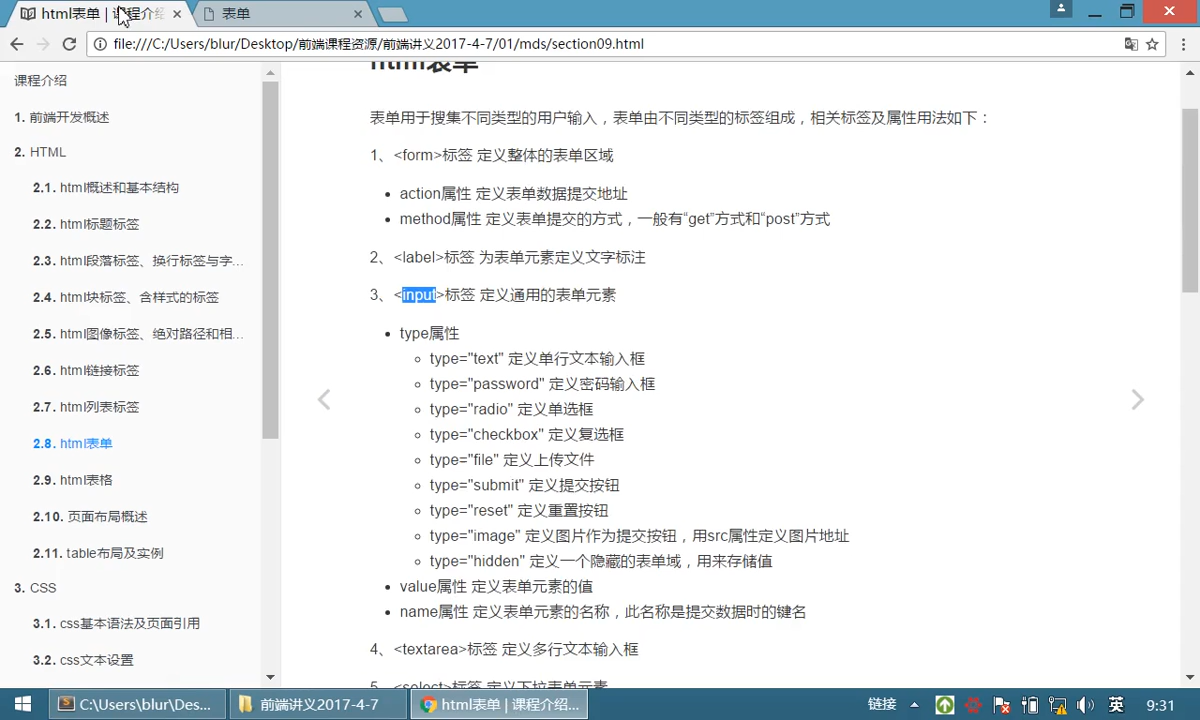 html表单 | 课程介绍
表单
file:///C:/Users/blur/Desktop/前端课程资源/前端讲义2017-4-7/01/mds/section09.html
课程介绍
1. 前端开发概述
2. HTML
2.1. html概述和基本结构
2.2. html标题标签
2.3. html段落标签、换行标签与字...
2.4. html块标签、含样式的标签
2.5. html图像标签、绝对路径和相...
2.6. html链接标签
2.7. html列表标签
2.8. html表单
2.9. html表格
2.10. 页面布局概述
2.11. table布局及实例
3. CSS
3.1. css基本语法及页面引用
3.2. css文本设置
html表单
表单用于搜集不同类型的用户输入，表单由不同类型的标签组成，相关标签及属性用法如下：
1、<form>标签 定义整体的表单区域
• action属性 定义表单数据提交地址
• method属性 定义表单提交的方式，一般有“get”方式和“post”方式
2、<label>标签 为表单元素定义文字标注
3、<input>标签 定义通用的表单元素
• type属性
◦ type="text" 定义单行文本输入框
◦ type="password" 定义密码输入框
◦ type="radio" 定义单选框
◦ type="checkbox" 定义复选框
◦ type="file" 定义上传文件
◦ type="submit" 定义提交按钮
◦ type="reset" 定义重置按钮
◦ type="image" 定义图片作为提交按钮，用src属性定义图片地址
◦ type="hidden" 定义一个隐藏的表单域，用来存储值
• value属性 定义表单元素的值
• name属性 定义表单元素的名称，此名称是提交数据时的键名
4、<textarea>标签 定义多行文本输入框
5、<select>标签 定义下拉表单元素
C:\Users\blur\Des...
前端讲义2017-4-7
html表单 | 课程介绍...
链接
英
9:31